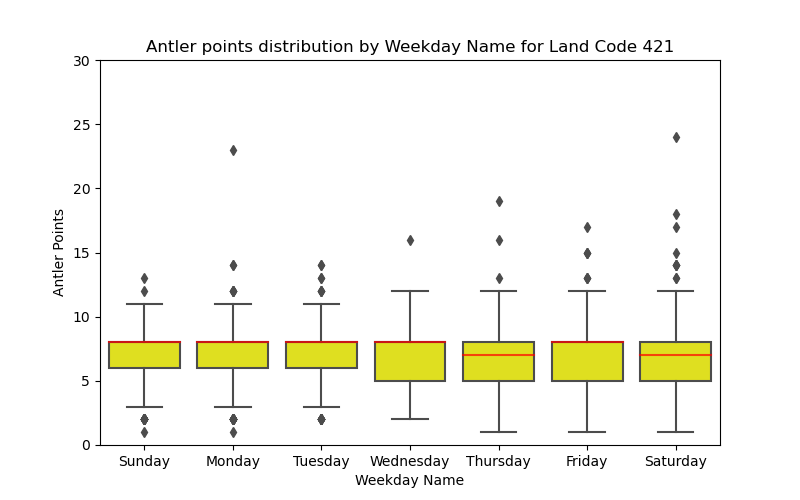 Antler points distribution by Weekday Name for Land Code 421
30
25
20
15
10
5
0
Antler Points
Sunday Monday Tuesday Wednesday Thursday Friday Saturday
Weekday Name